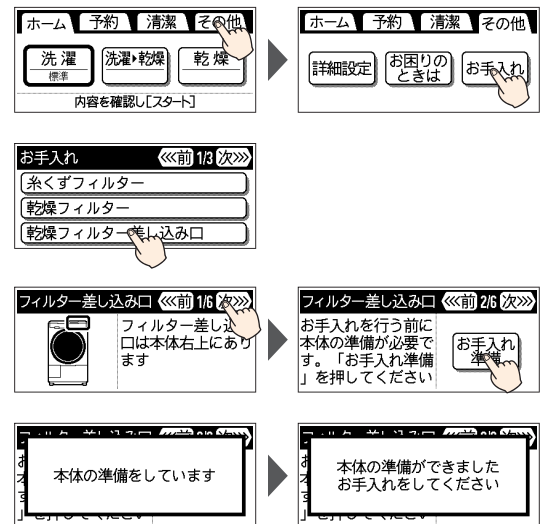 ホーム 予約 清潔 その他
洗濯 洗濯▸乾燥 乾燥
標準
内容を確認し[スタート]
ホーム 予約 清潔 その他
詳細設定 お困りの お手入れ
ときは
お手入れ 前 1/3 次
糸くずフィルター
乾燥フィルター
乾燥フィルター差し込み口
フィルター差し込み口 前 1/6 次
フィルター差し込
口は本体右上にあり
ます
フィルター差し込み口 前 2/6 次
お手入れを行う前に
本体の準備が必要で
す。「お手入れ準備
」を押してください
お手入れ
準備
本体の準備をしています
本体の準備ができました
お手入れをしてください